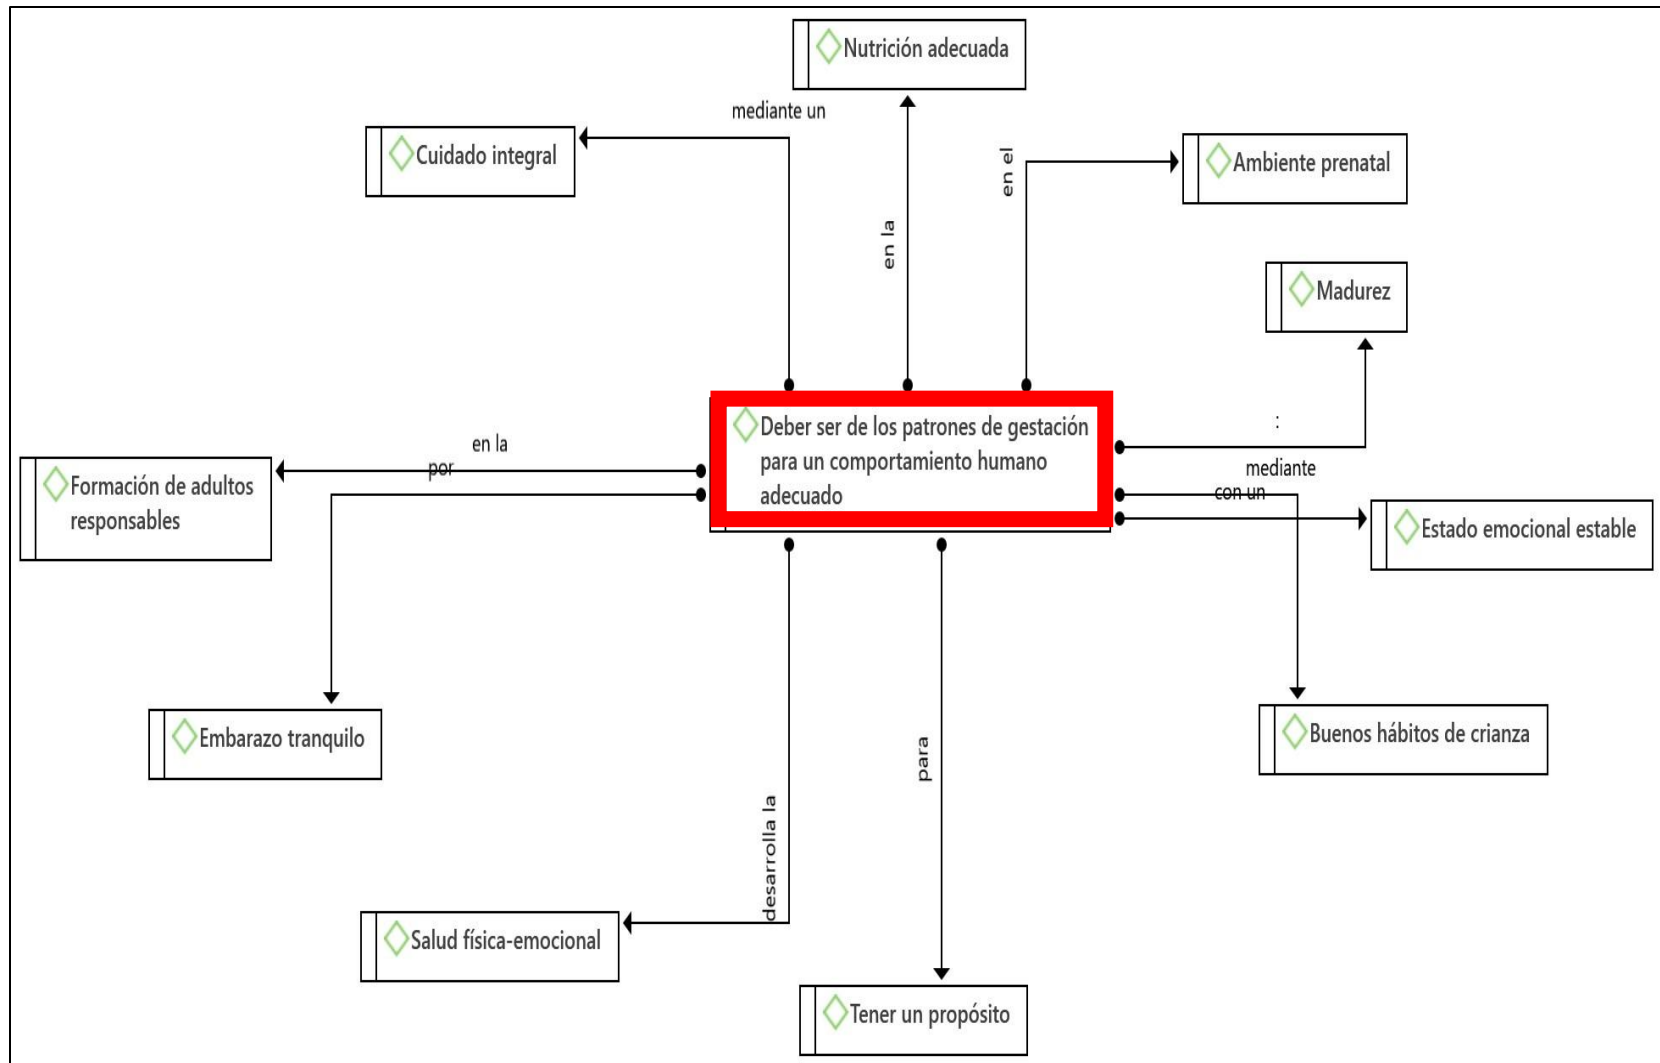 Nutrición adecuada
mediante un
Cuidado integral
en la
en el
Ambiente prenatal
Madurez
Deber ser de los patrones de gestación
para un comportamiento humano
adecuado
:
en la
por
mediante
con un
Formación de adultos
responsables
Estado emocional estable
Embarazo tranquilo
Buenos hábitos de crianza
para
desarrolla la
Salud física-emocional
Tener un propósito